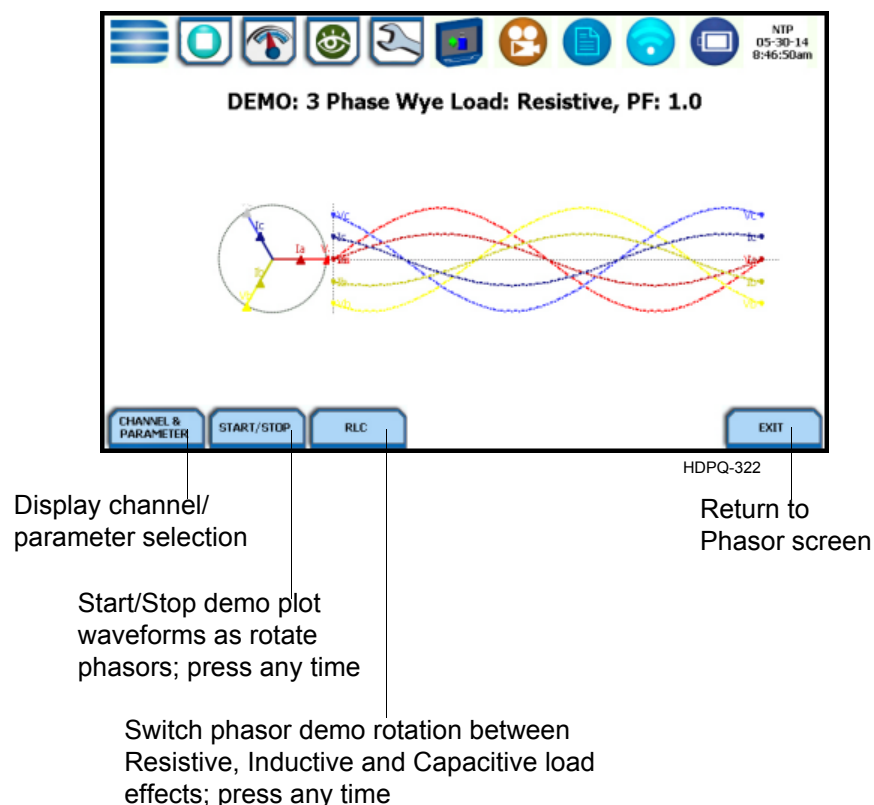 NTP
05-30-14
8:46:50am
DEMO: 3 Phase Wye Load: Resistive, PF: 1.0
Ic
Ia
Ib
Vc
Ic
Vc
Ic
Va
Ib
Vb
CHANNEL &
PARAMETER
START/STOP
RLC
EXIT
HDPQ-322
Display channel/
parameter selection
Return to
Phasor screen
Start/Stop demo plot
waveforms as rotate
phasors; press any time
Switch phasor demo rotation between
Resistive, Inductive and Capacitive load
effects; press any time